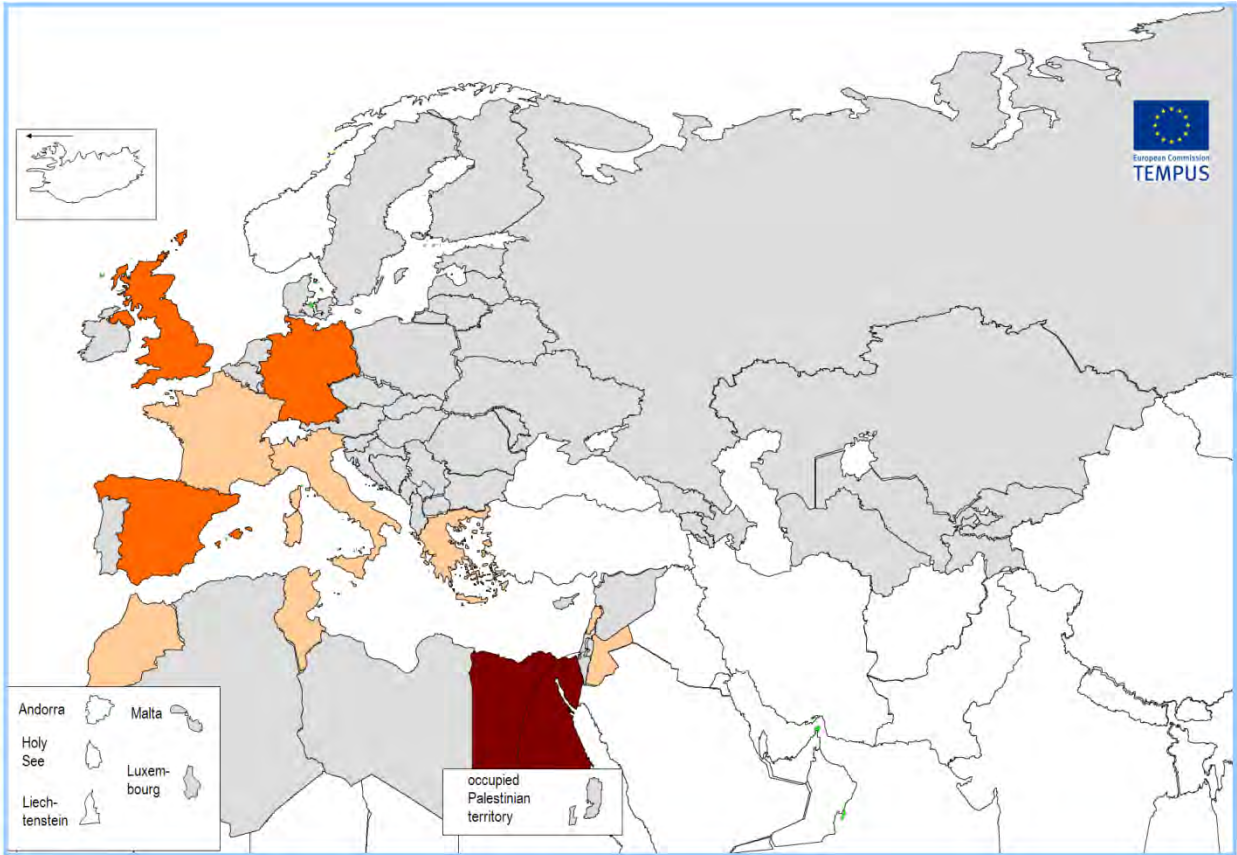 European Commission
TEMPUS
Andorra
Malta
Holy
See
Luxem-
bourg
Liech-
tenstein
occupied
Palestinian
territory